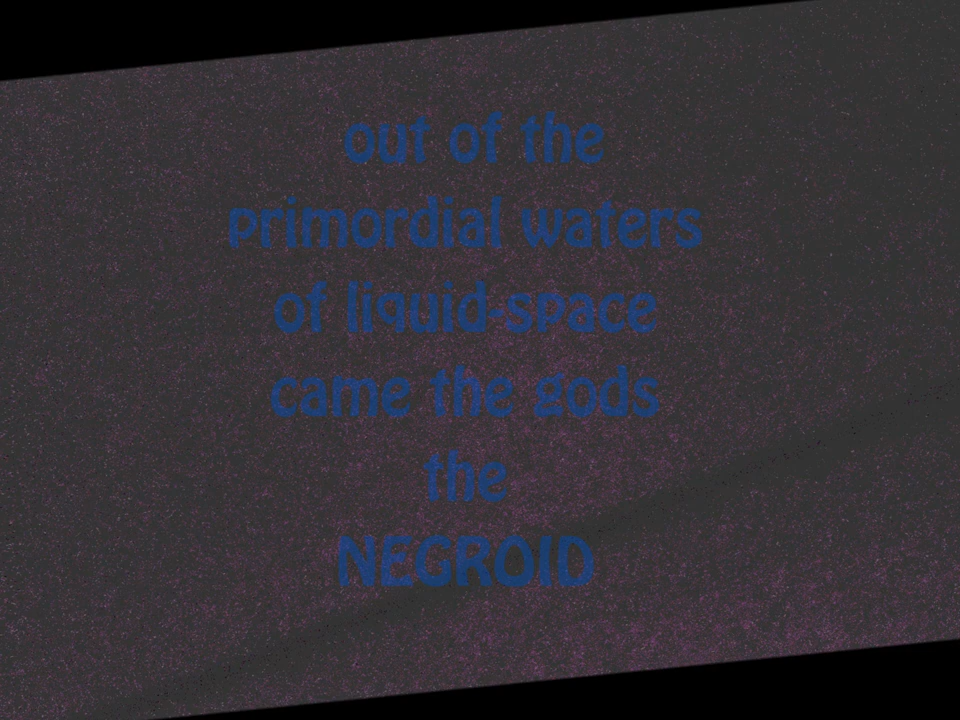 out of the
primordial waters
of liquid-space
came the gods
the
NEGROID